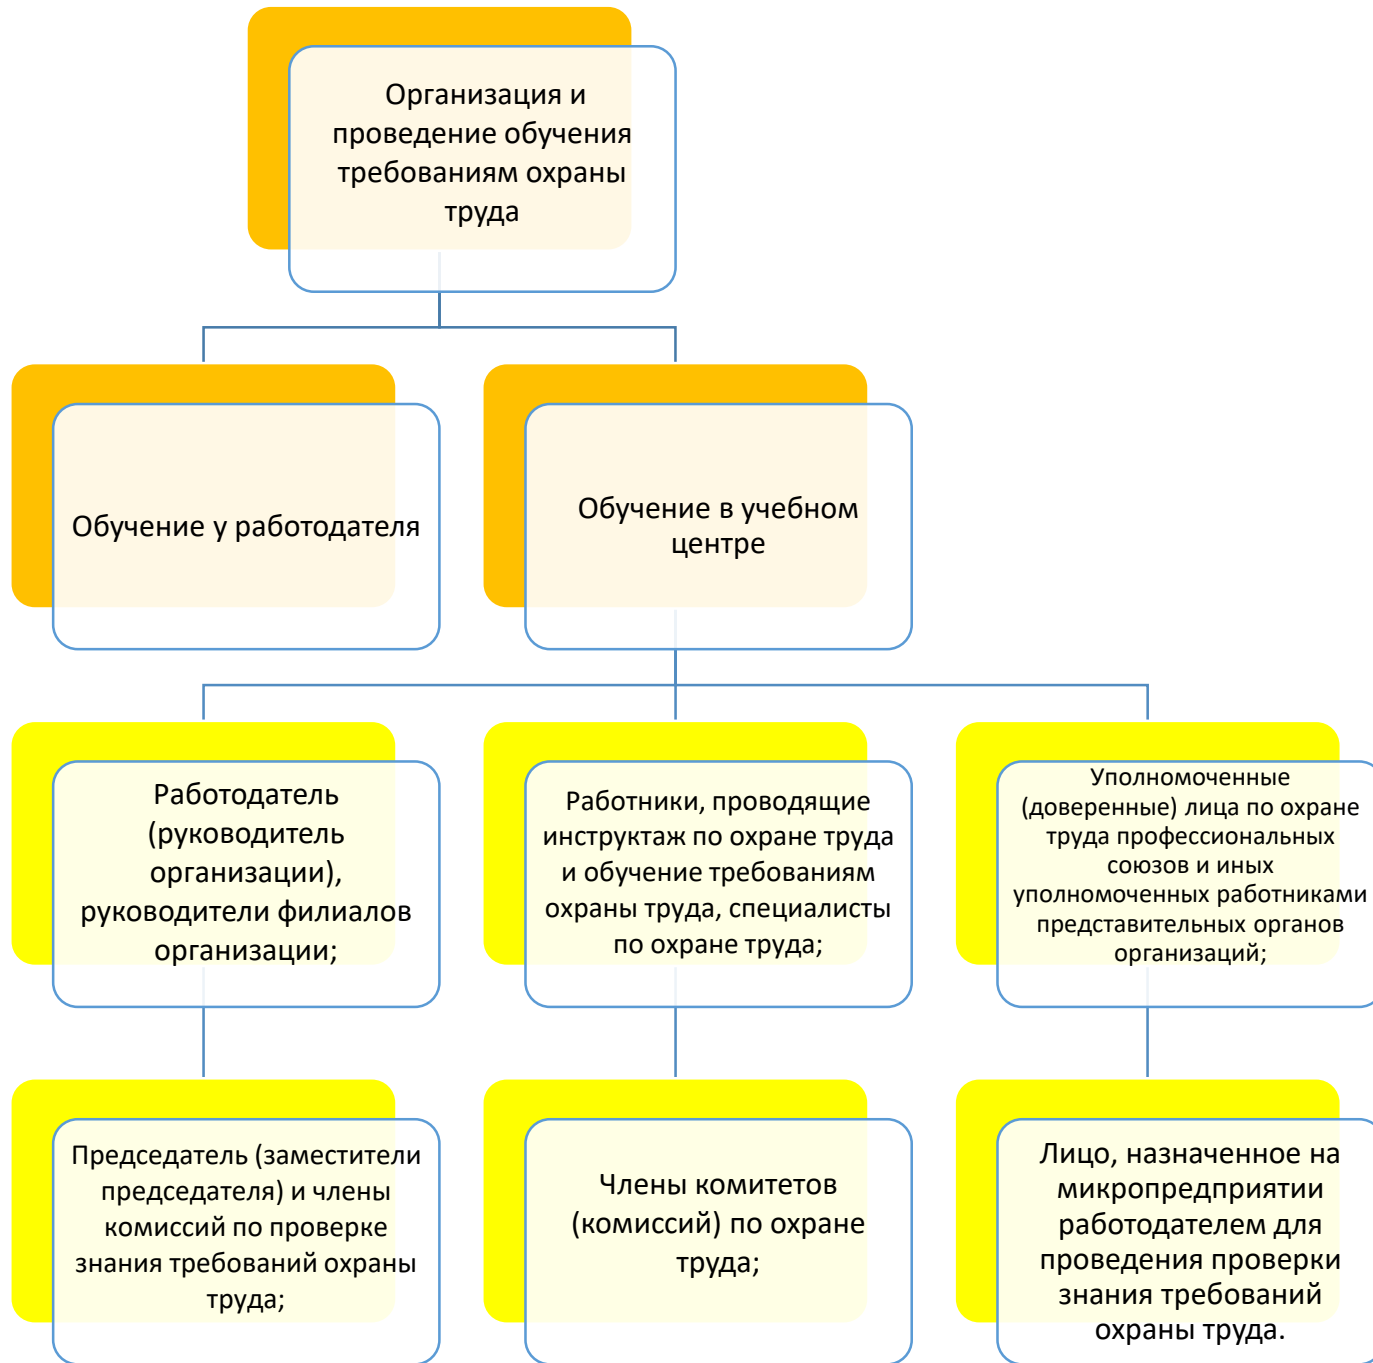 Организация и
проведение обучения
требованиям охраны
труда
Обучение у работодателя
Обучение в учебном
центре
Работодатель
(руководитель
организации),
руководители филиалов
организации;
Работники, проводящие
инструктаж по охране труда
и обучение требованиям
охраны труда, специалисты
по охране труда;
Уполномоченные
(доверенные) лица по охране
труда профессиональных
союзов и иных
уполномоченных работниками
представительных органов
организаций;
Председатель (заместители
председателя) и члены
комиссий по проверке
знания требований охраны
труда;
Члены комитетов
(комиссий) по охране
труда;
Лицо, назначенное на
микропредприятии
работодателем для
проведения проверки
знания требований
охраны труда.